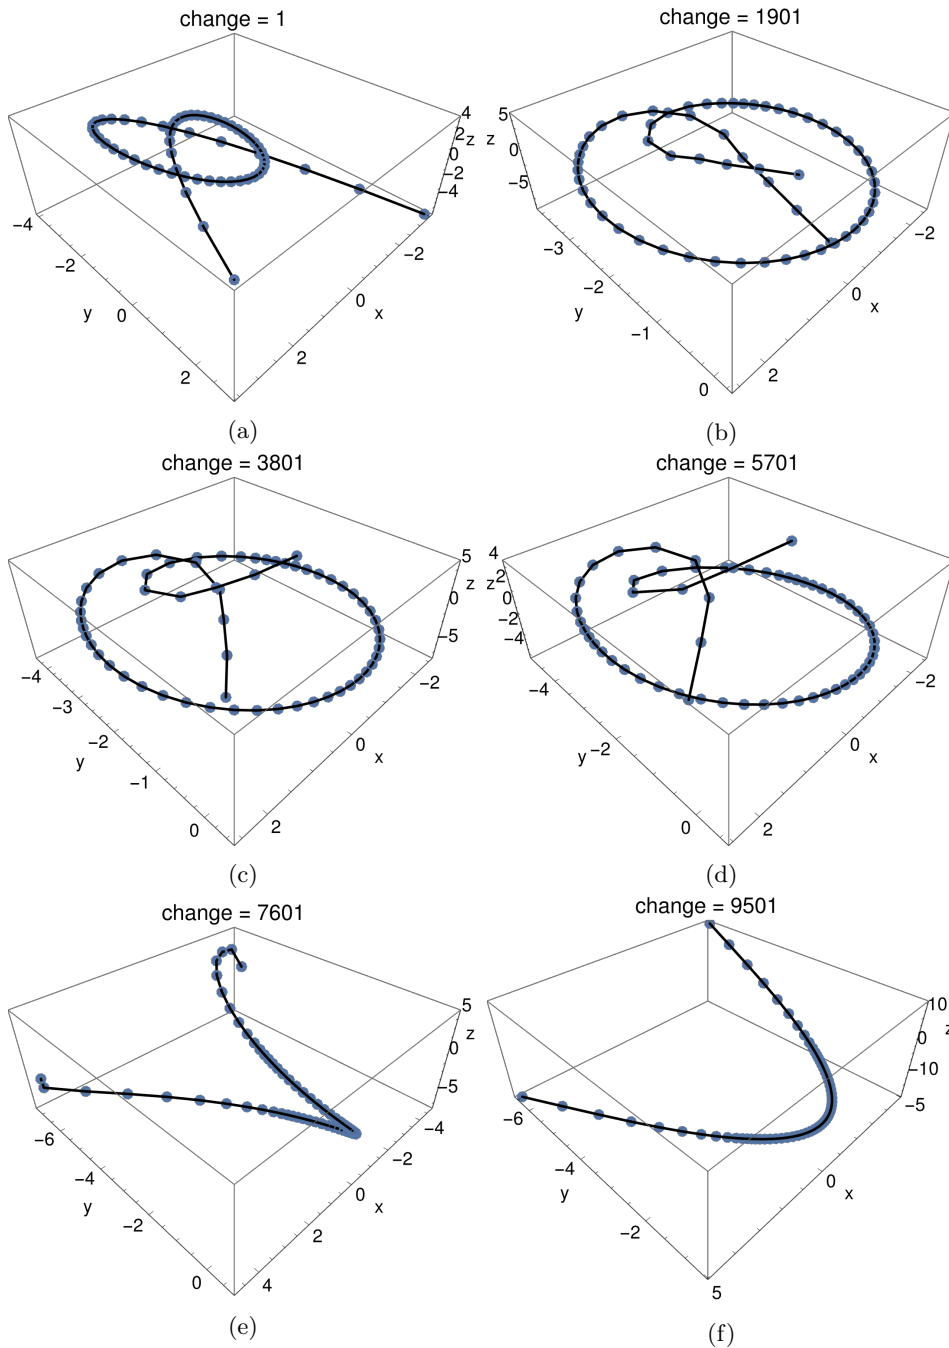 change = 1
4
2
z
0
−2
−4
−4
−2
y
0
2
−2
0
x
2
(a)
change = 1901
5
z
0
−5
−3
−2
y
−1
0
−2
0
x
2
(b)
change = 3801
5
z
0
−5
−4
−3
−2
y
−1
0
−2
0
x
2
(c)
change = 5701
4
z
2
0
−2
−4
−4
y
−2
0
−2
0
x
2
(d)
change = 7601
5
z
0
−5
−6
−4
y
−2
0
−4
−2
0
x
2
4
(e)
change = 9501
10
z
0
−10
−6
−4
y
−2
−5
0
x
5
(f)